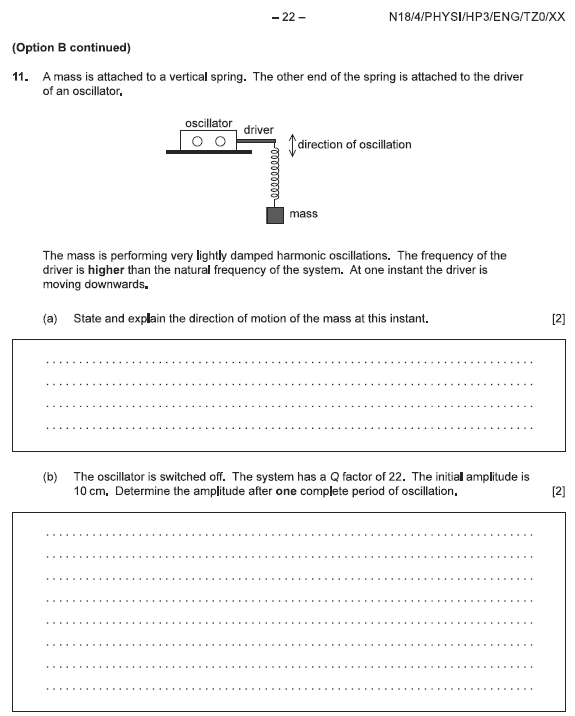 – 22 –
N18/4/PHYSI/HP3/ENG/TZ0/XX
(Option B continued)
11. A mass is attached to a vertical spring. The other end of the spring is attached to the driver
of an oscillator.
oscillator
driver
direction of oscillation
mass
The mass is performing very lightly damped harmonic oscillations. The frequency of the
driver is higher than the natural frequency of the system. At one instant the driver is
moving downwards.
(a) State and explain the direction of motion of the mass at this instant. [2]
(b) The oscillator is switched off. The system has a Q factor of 22. The initial amplitude is
10 cm. Determine the amplitude after one complete period of oscillation. [2]